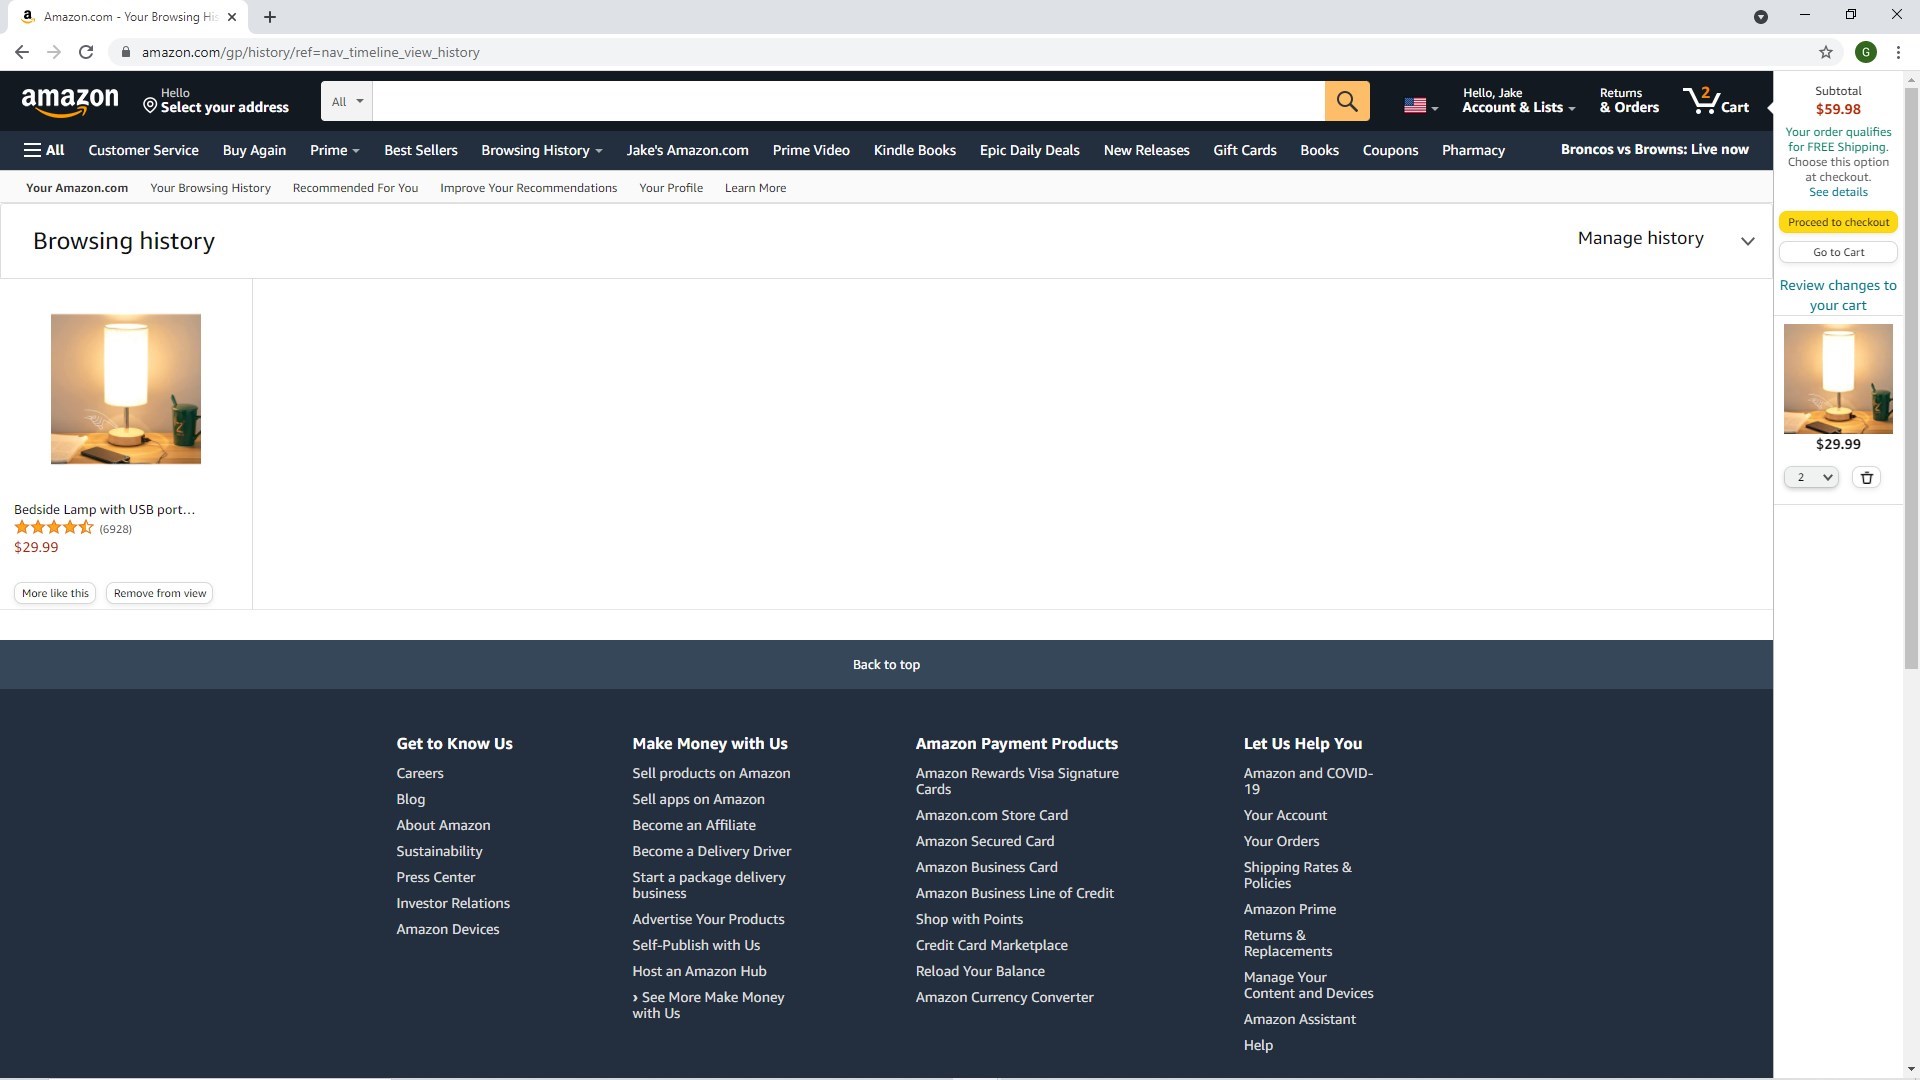 Amazon.com - Your Browsing His
amazon.com/gp/history/ref=nav_timeline_view_history
G
amazon
Hello
Select your address
All
Hello, Jake
Account & Lists
Returns
& Orders
2
Cart
All
Customer Service
Buy Again
Prime
Best Sellers
Browsing History
Jake's Amazon.com
Prime Video
Kindle Books
Epic Daily Deals
New Releases
Gift Cards
Books
Coupons
Pharmacy
Broncos vs Browns: Live now
Your Amazon.com
Your Browsing History
Recommended For You
Improve Your Recommendations
Your Profile
Learn More
Browsing history
Manage history
Bedside Lamp with USB port…
(6928)
$29.99
More like this
Remove from view
Subtotal
$59.98
Your order qualifies
for FREE Shipping.
Choose this option
at checkout.
See details
Proceed to checkout
Go to Cart
Review changes to
your cart
$29.99
2
Back to top
Get to Know Us
Careers
Blog
About Amazon
Sustainability
Press Center
Investor Relations
Amazon Devices
Make Money with Us
Sell products on Amazon
Sell apps on Amazon
Become an Affiliate
Become a Delivery Driver
Start a package delivery
business
Advertise Your Products
Self-Publish with Us
Host an Amazon Hub
› See More Make Money
with Us
Amazon Payment Products
Amazon Rewards Visa Signature
Cards
Amazon.com Store Card
Amazon Secured Card
Amazon Business Card
Amazon Business Line of Credit
Shop with Points
Credit Card Marketplace
Reload Your Balance
Amazon Currency Converter
Let Us Help You
Amazon and COVID-
19
Your Account
Your Orders
Shipping Rates &
Policies
Amazon Prime
Returns &
Replacements
Manage Your
Content and Devices
Amazon Assistant
Help